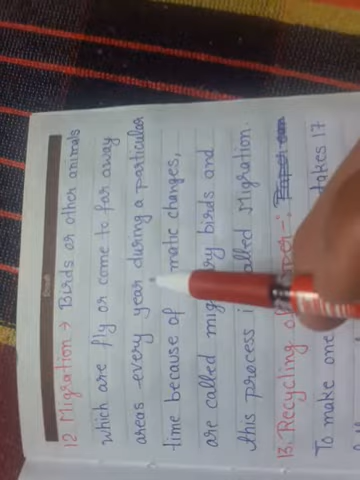 12 Migration → Birds or other animals
which are fly or come to far away
areas every year during a particular
time because of matic changes,
are called mig ry birds and
this process i alled Migration.
13. Recycling of
To make one takes 17